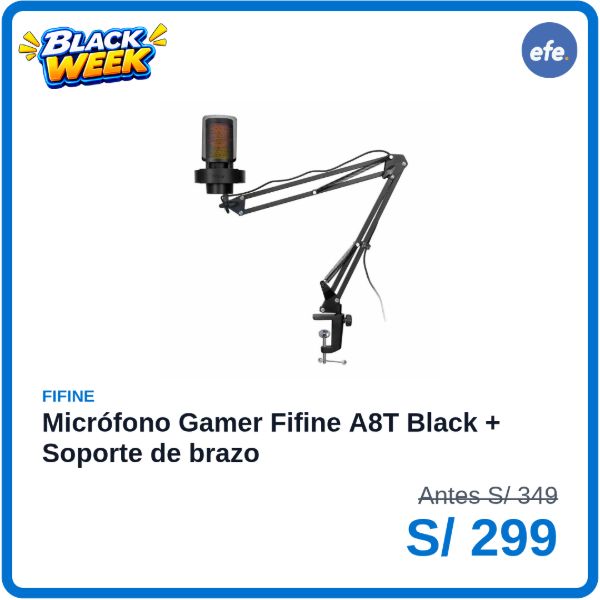 BLACK
WEEK
efe.
FIFINE
Micrófono Gamer Fifine A8T Black +
Soporte de brazo
Antes S/ 349
S/ 299